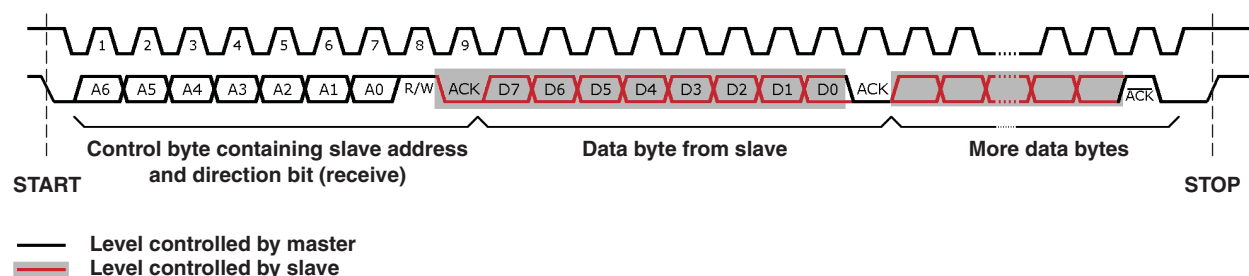 1 2 3 4 5 6 7 8 9
A6 A5 A4 A3 A2 A1 A0 R/W ACK D7 D6 D5 D4 D3 D2 D1 D0 ACK ACK
Control byte containing slave address
and direction bit (receive)
Data byte from slave
More data bytes
START
STOP
Level controlled by master
Level controlled by slave